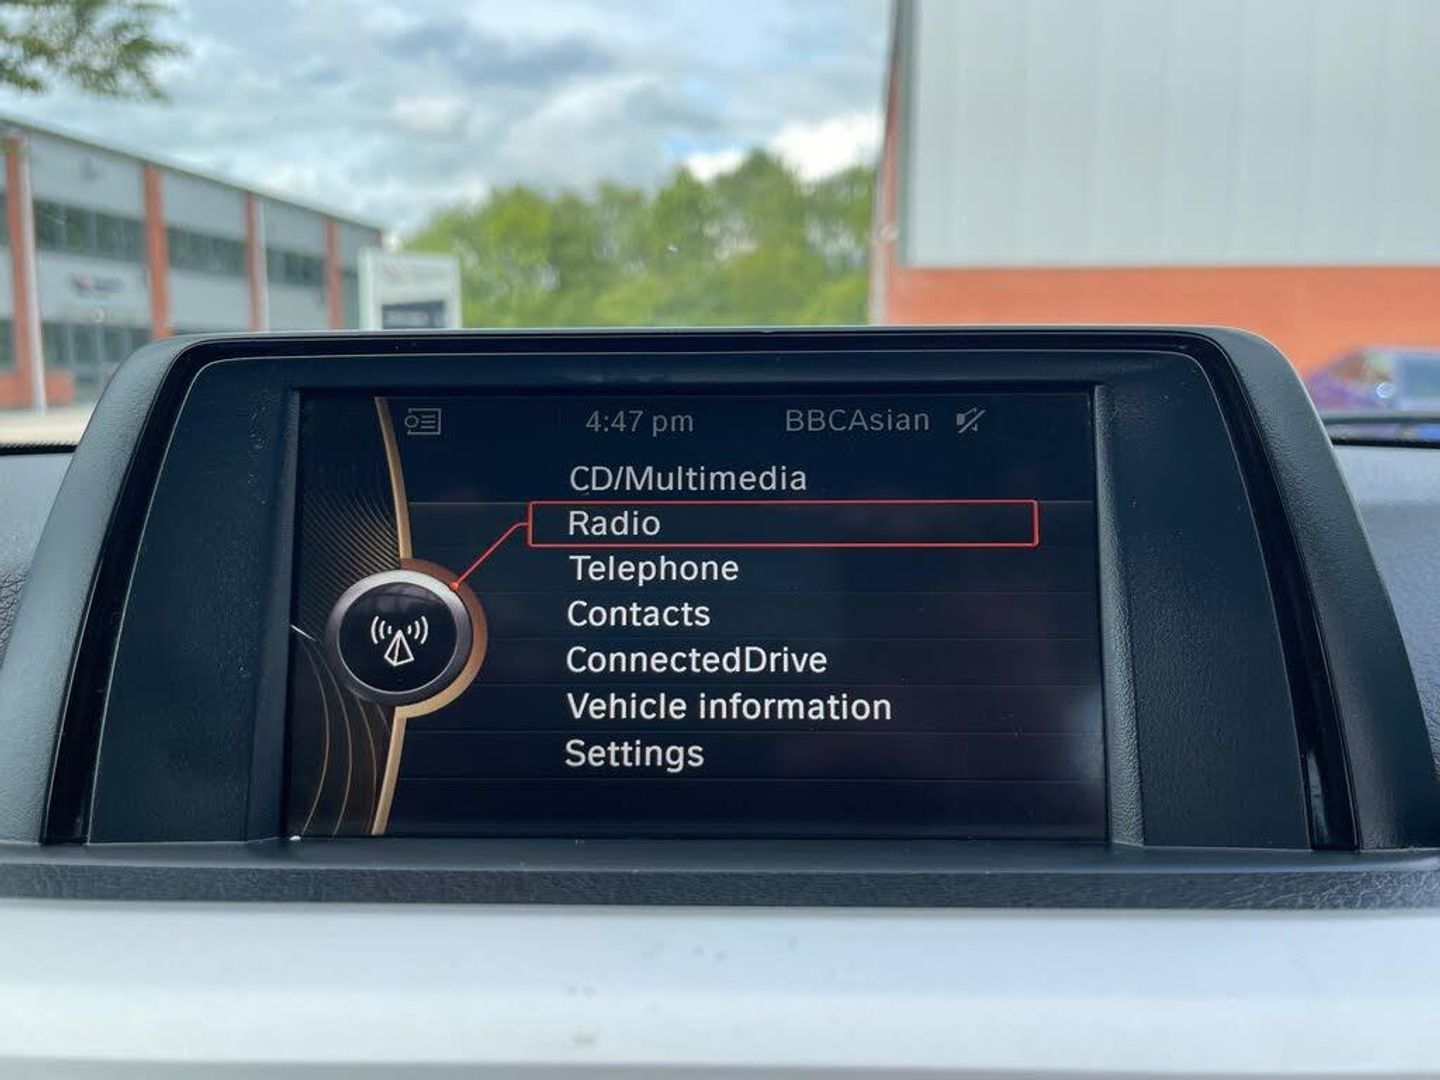 4:47 pm BBCAsian
CD/Multimedia
Radio
Telephone
Contacts
ConnectedDrive
Vehicle information
Settings